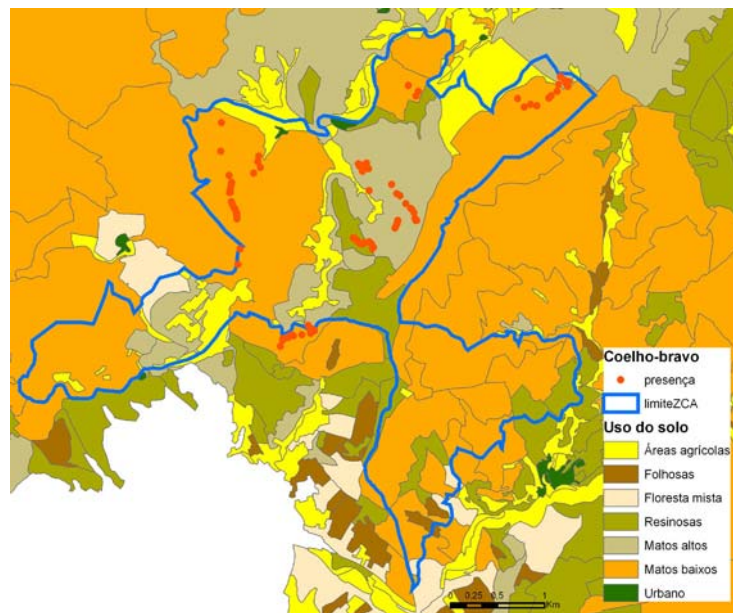 Coelho-bravo
presença
limiteZCA
Uso do solo
Áreas agrícolas
Folhosas
Floresta mista
Resinosas
Matos altos
Matos baixos
Urbano
0 0.25 0.5 1
Km